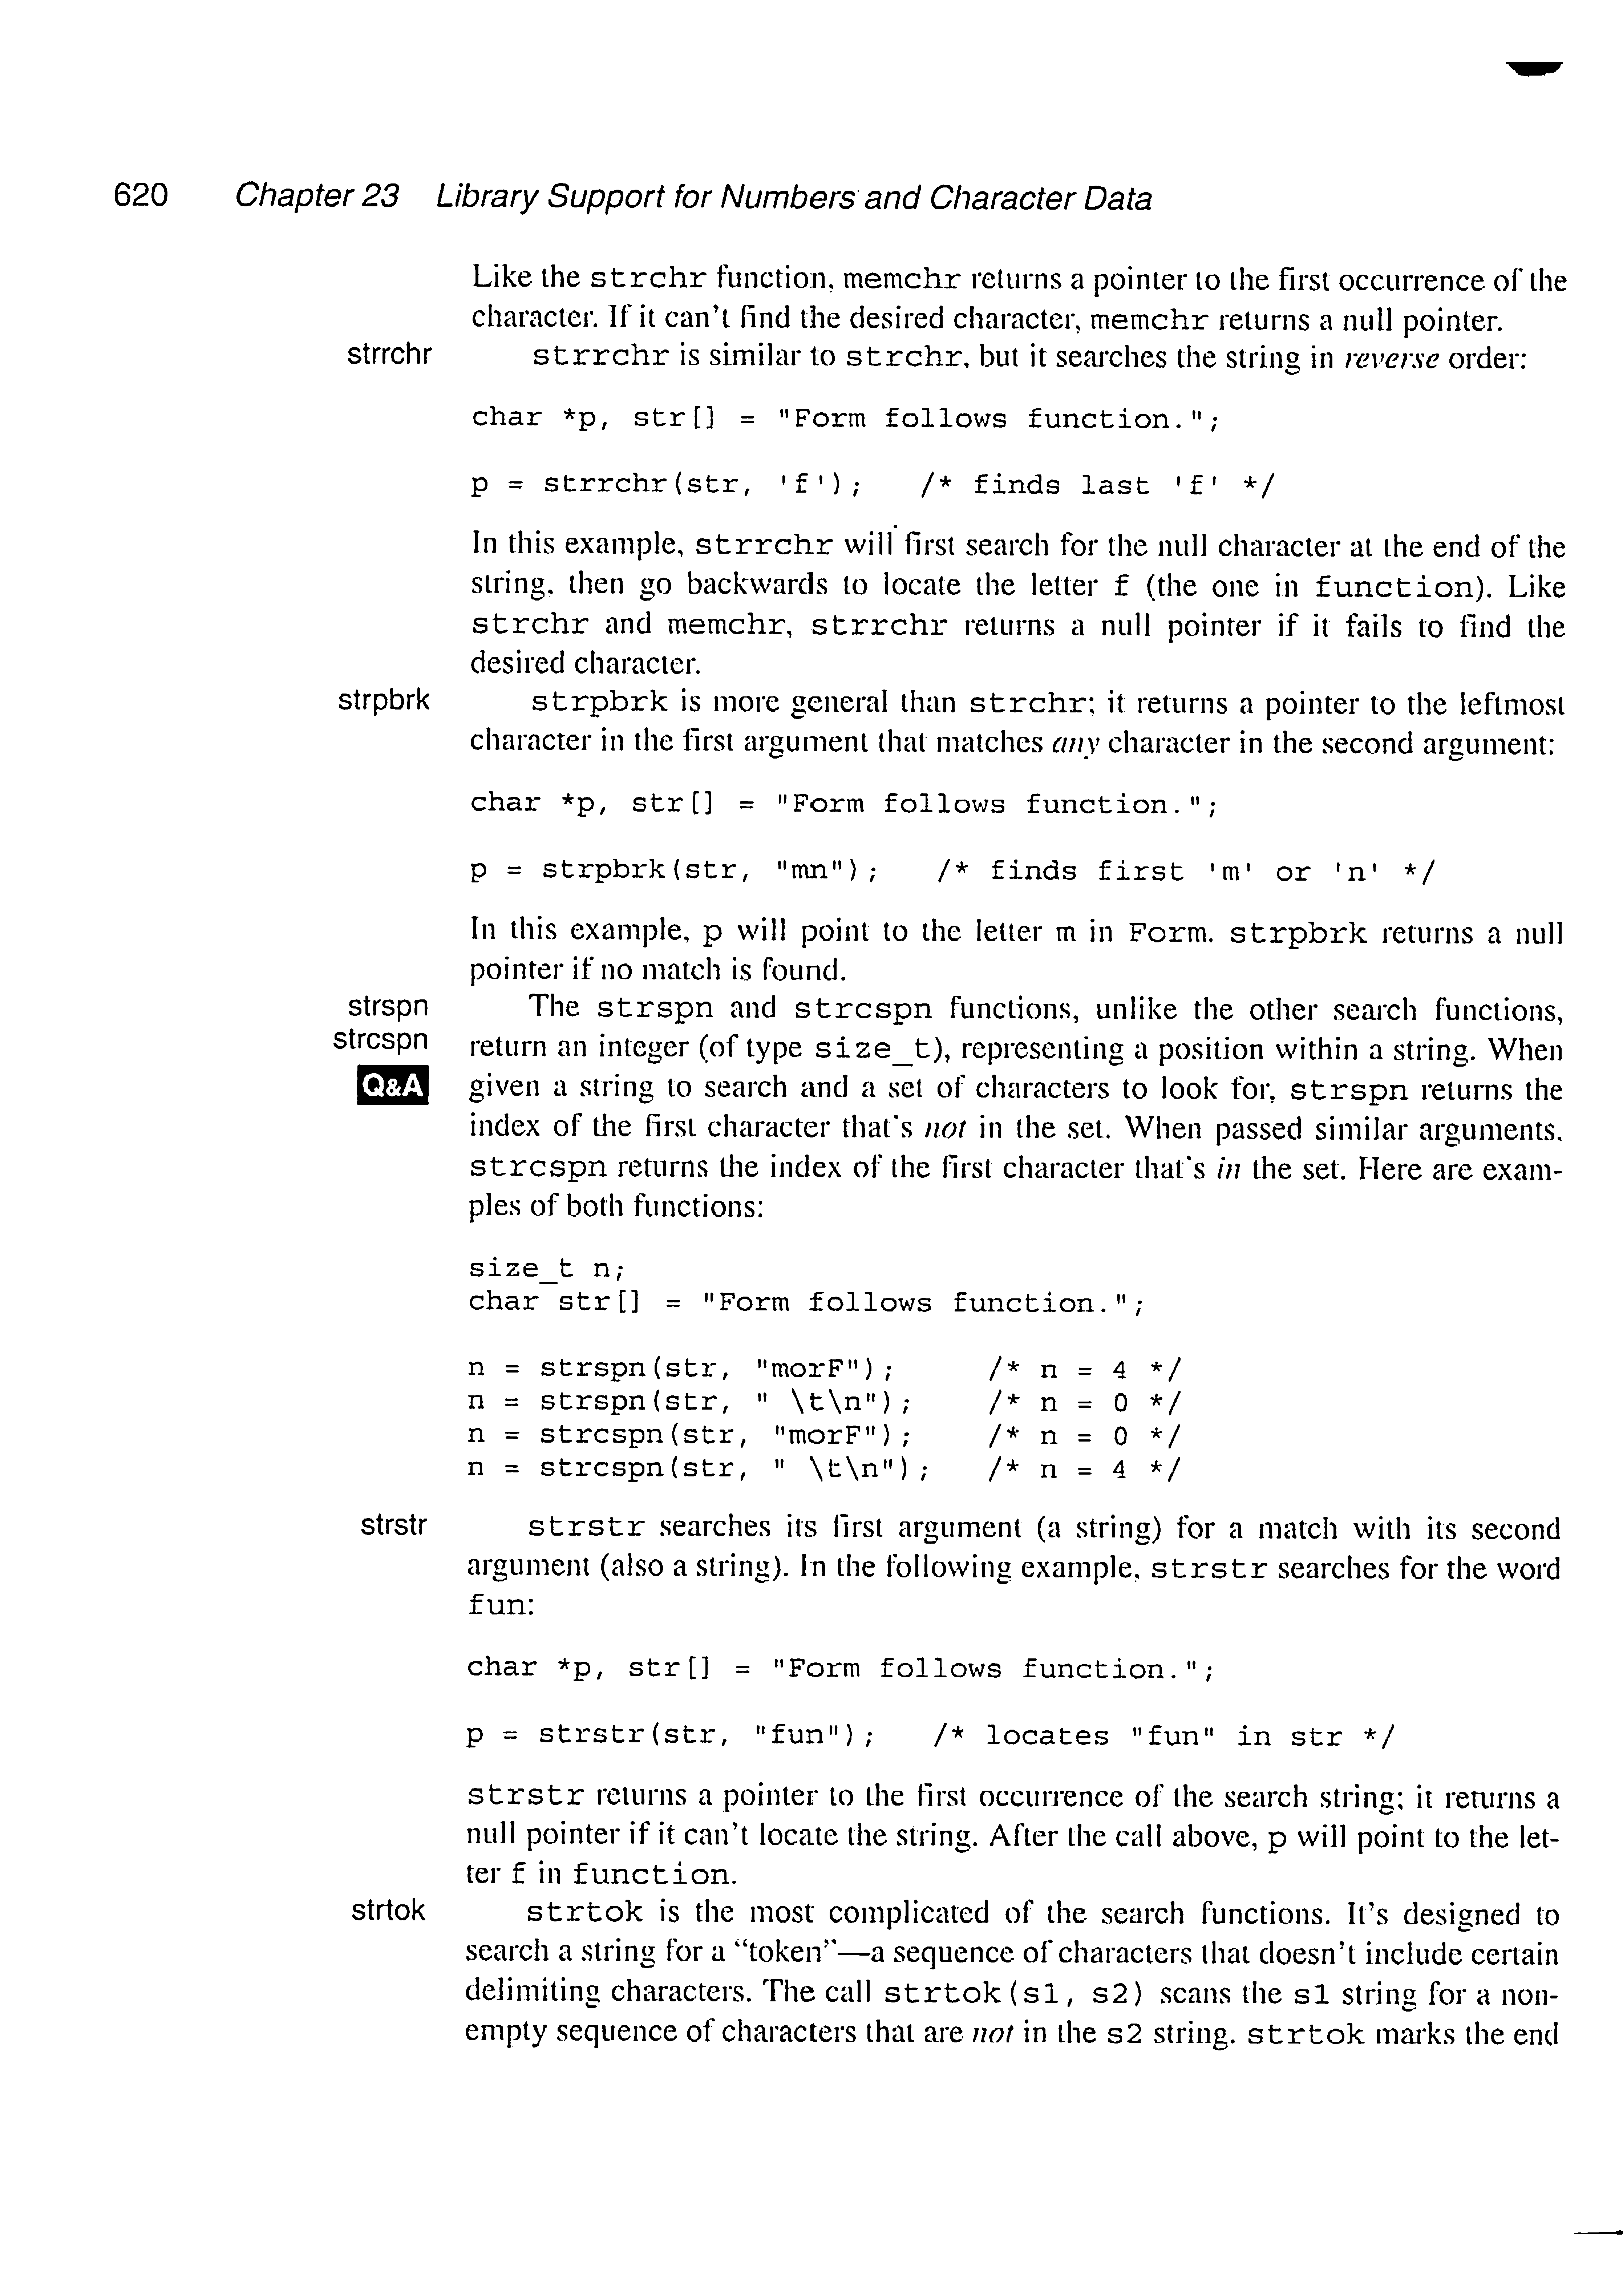 620 Chapter 23 Library Support for Numbers and Character Data
Like the strchr function, memchr returns a pointer to the first occurrence of the
character. If it can't find the desired character, memchr returns a null pointer.
strrchr strrchr is similar to strchr, but it searches the string in reverse order:
char *p, str[] = "Form follows function.";
p = strrchr(str, 'f'); /* finds last 'f' */
In this example, strrchr will first search for the null character at the end of the
string, then go backwards to locate the letter f (the one in function). Like
strchr and memchr, strrchr returns a null pointer if it fails to find the
desired character.
strpbrk strpbrk is more general than strchr; it returns a pointer to the leftmost
character in the first argument that matches any character in the second argument:
char *p, str[] = "Form follows function.";
p = strpbrk(str, "mn"); /* finds first 'm' or 'n' */
In this example, p will point to the letter m in Form. strpbrk returns a null
pointer if no match is found.
strspn The strspn and strcspn functions, unlike the other search functions,
strcspn return an integer (of type size_t), representing a position within a string. When
Q&A given a string to search and a set of characters to look for, strspn returns the
index of the first character that's not in the set. When passed similar arguments,
strcspn returns the index of the first character that's in the set. Here are exam-
ples of both functions:
size_t n;
char str[] = "Form follows function.";
n = strspn(str, "morF"); /* n = 4 */
n = strspn(str, " \t\n"); /* n = 0 */
n = strcspn(str, "morF"); /* n = 0 */
n = strcspn(str, " \t\n"); /* n = 4 */
strstr strstr searches its first argument (a string) for a match with its second
argument (also a string). In the following example, strstr searches for the word
fun:
char *p, str[] = "Form follows function.";
p = strstr(str, "fun"); /* locates "fun" in str */
strstr returns a pointer to the first occurrence of the search string; it returns a
null pointer if it can't locate the string. After the call above, p will point to the let-
ter f in function.
strtok strtok is the most complicated of the search functions. It's designed to
search a string for a "token"—a sequence of characters that doesn't include certain
delimiting characters. The call strtok(s1, s2) scans the s1 string for a non-
empty sequence of characters that are not in the s2 string. strtok marks the end